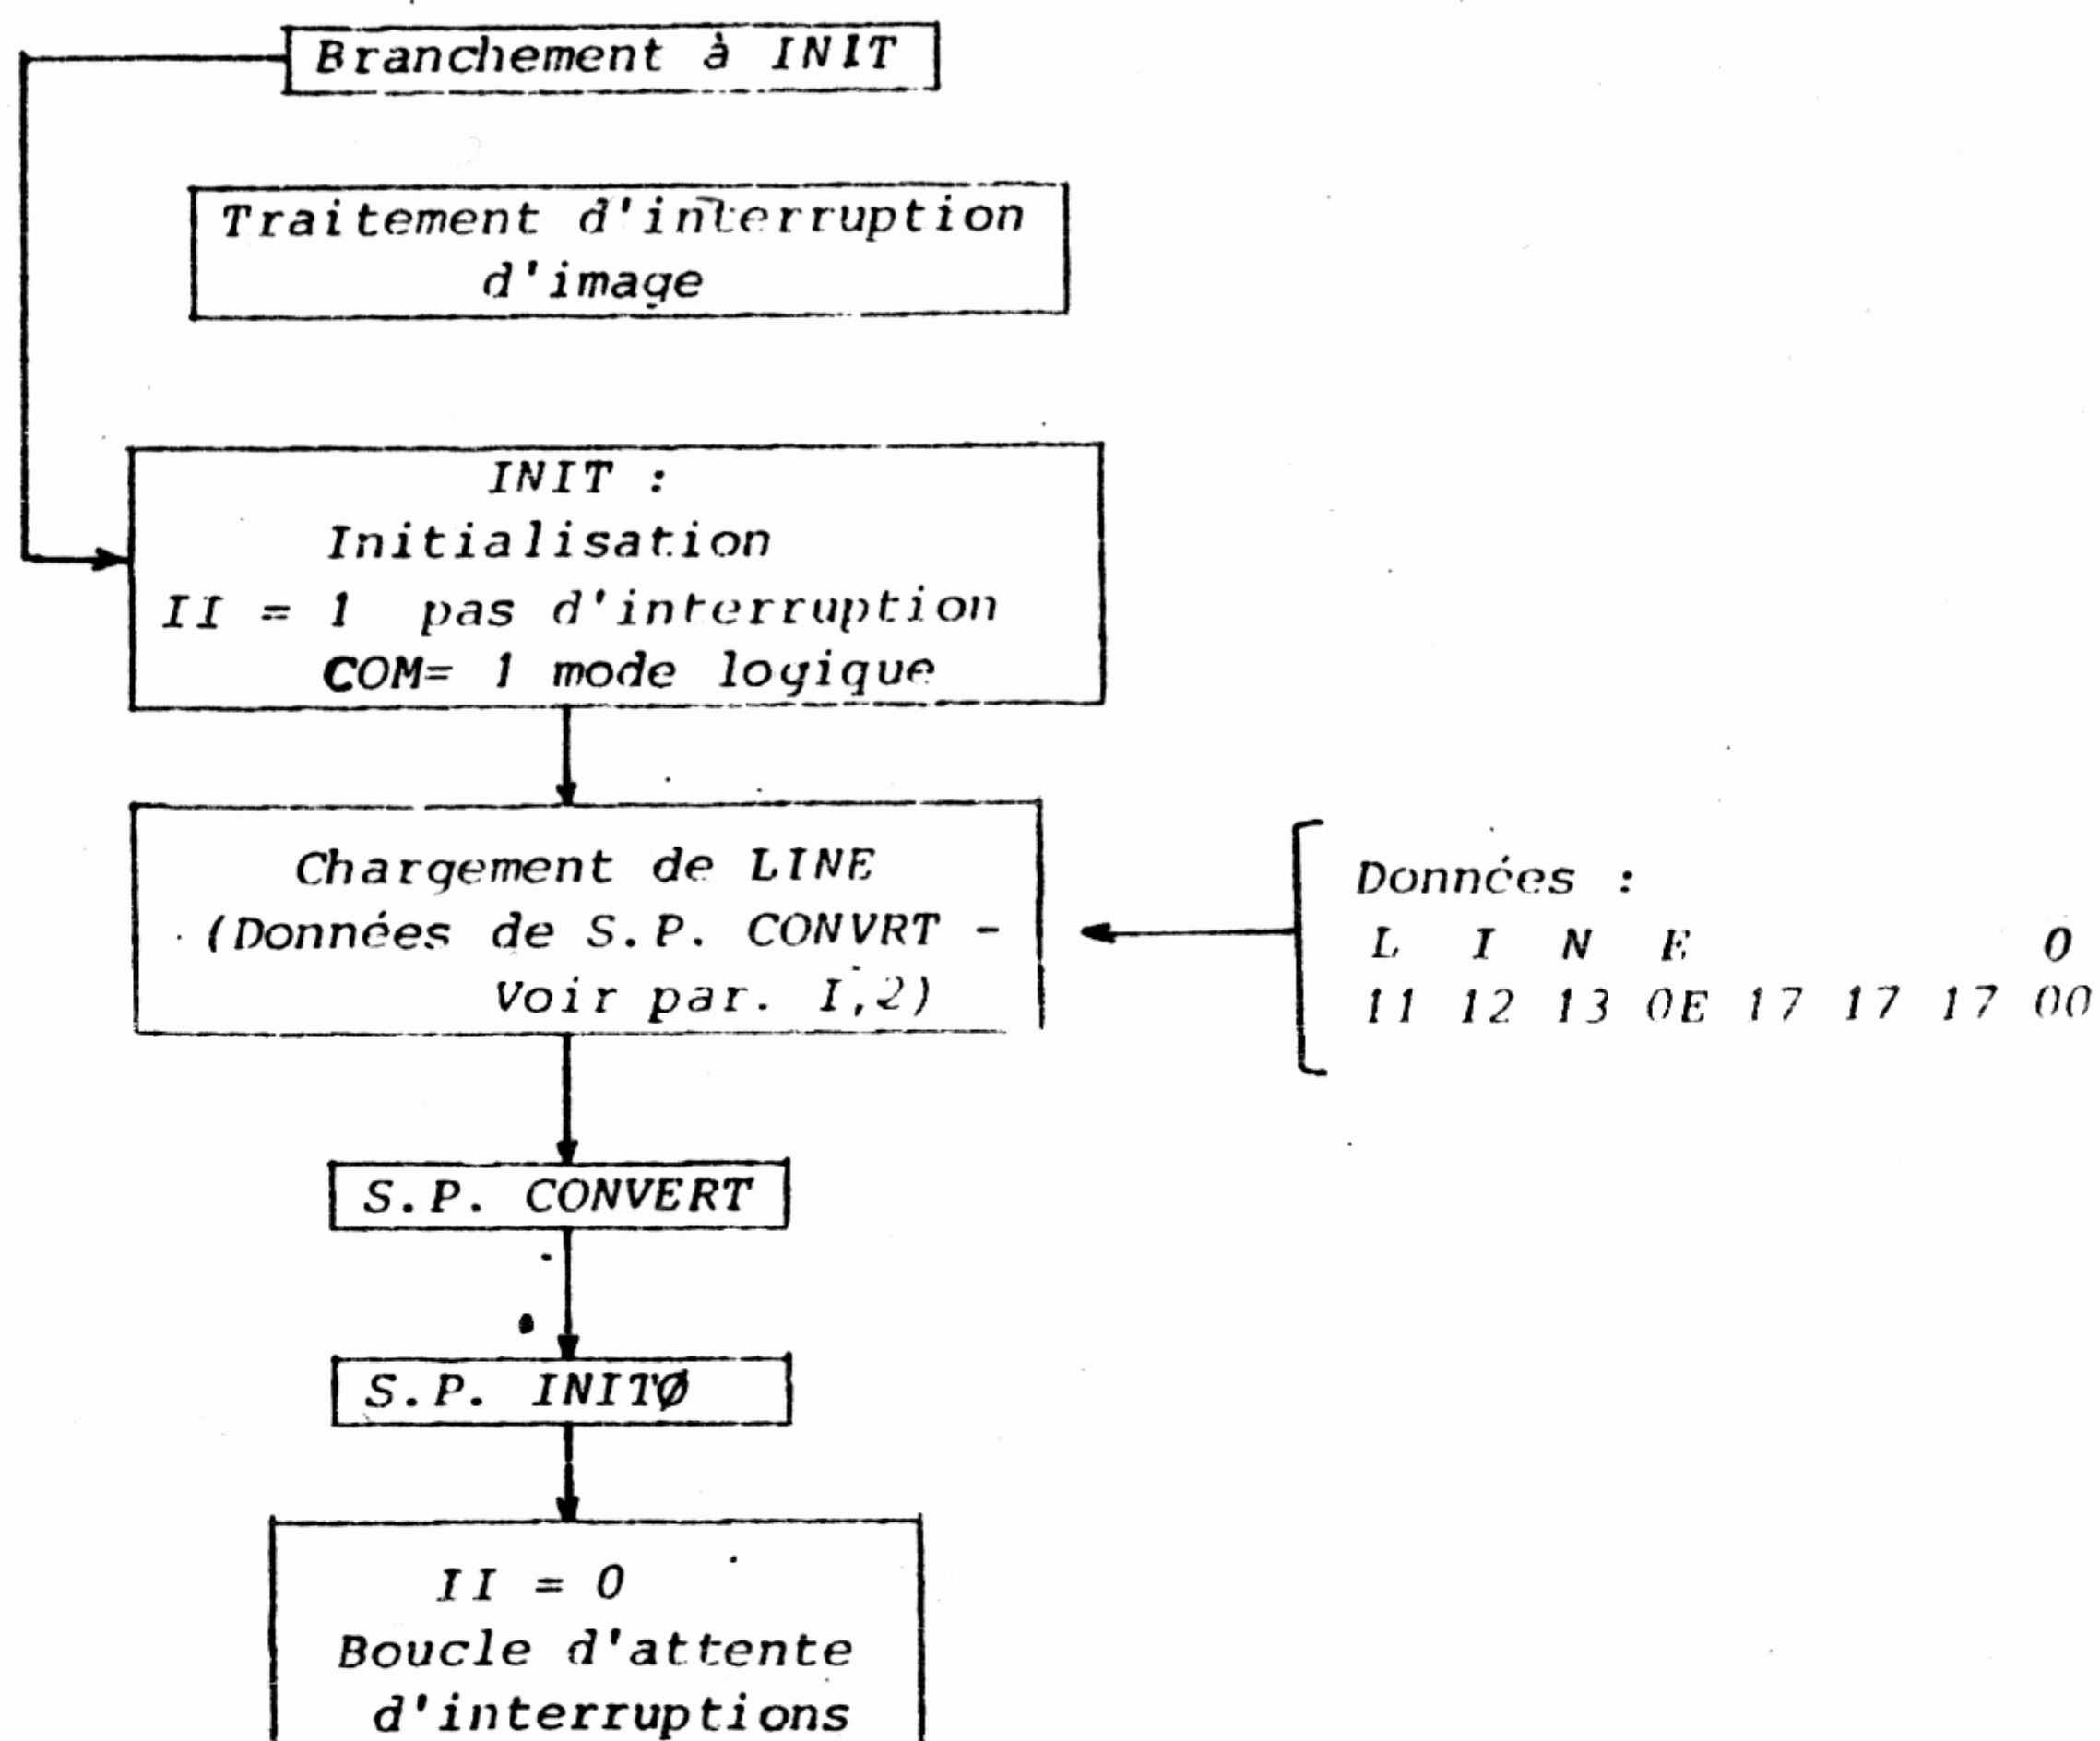 Branchement à INIT
Traitement d'interruption
d'image
INIT :
Initialisation
II = 1 pas d'interruption
COM= 1 mode logique
Chargement de LINE
(Données de S.P. CONVRT -
Voir par. I,2)
Données :
L I N E 0
11 12 13 0E 17 17 17 00
S.P. CONVERT
S.P. INITØ
II = 0
Boucle d'attente
d'interruptions